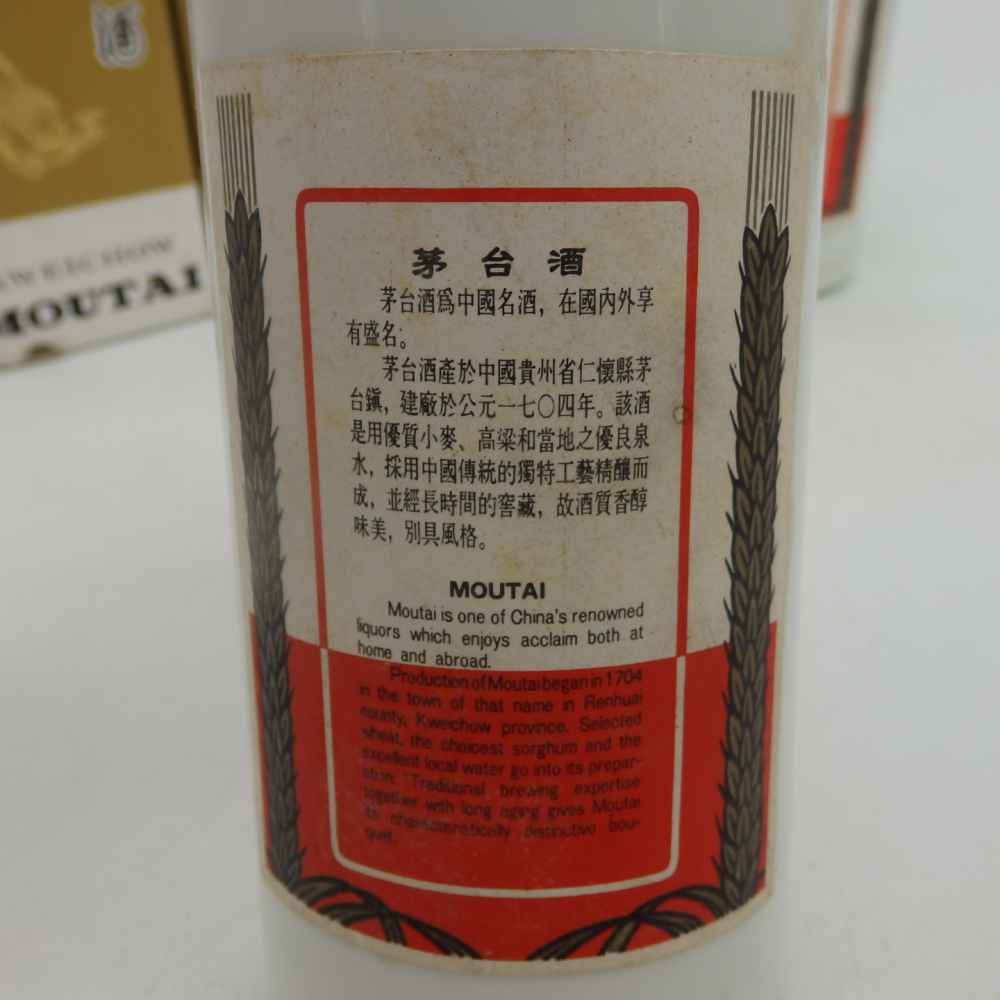 酒
WEICHOW
MOUTAI
茅台酒
茅台酒爲中國名酒，在國內外享
有盛名。
茅台酒產於中國貴州省仁懷縣茅
台鎮，建廠於公元一七〇四年。該酒
是用優質小麥、高梁和當地之優良泉
水，採用中國傳統的獨特工藝精釀而
成，並經長時間的窖藏，故酒質香醇
味美，別具風格。
MOUTAI
Moutai is one of China's renowned
liquors which enjoys acclaim both at
home and abroad.
Production of Moutai began in 1704
in the town of that name in Renhuai
county, Kweichow province. Selected
wheat, the choicest sorghum and the
excellent local water go into its prepar-
ation. Traditional brewing expertise
together with long aging gives Moutai
its characteristically distinctive bou-
quet.